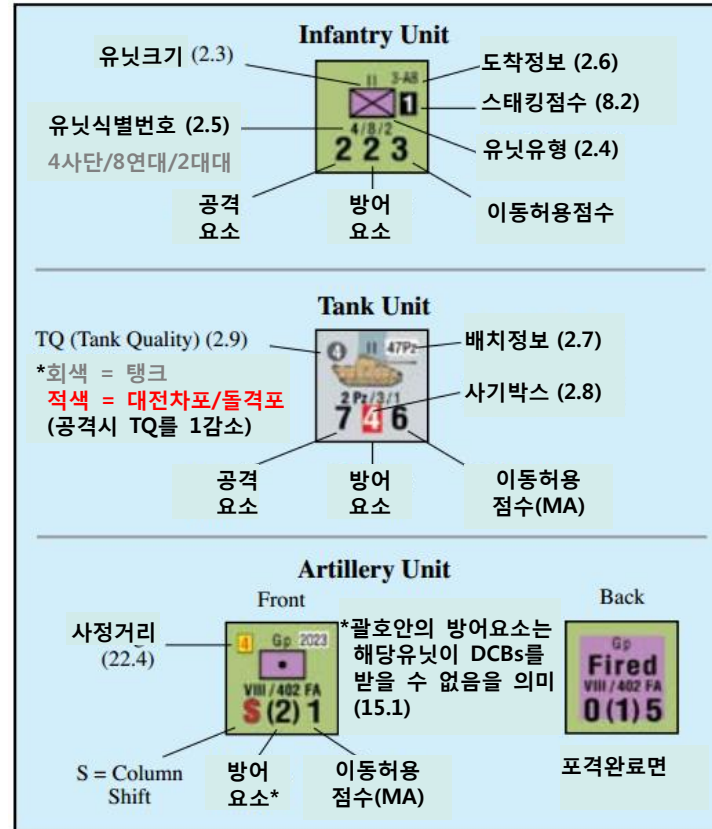 Infantry Unit
유닛크기 (2.3)
도착정보 (2.6)
II 3-AB
1
스태킹점수 (8.2)
유닛식별번호 (2.5)
4/8/2
유닛유형 (2.4)
4사단/8연대/2대대
2 2 3
공격
요소
방어
요소
이동허용점수
Tank Unit
TQ (Tank Quality) (2.9)
4 II 47Pz
배치정보 (2.7)
*회색 = 탱크
적색 = 대전차포/돌격포
(공격시 TQ를 1감소)
사기박스 (2.8)
2 Pz/3/1
7 4 6
공격
요소
방어
요소
이동허용
점수(MA)
Artillery Unit
Front
Back
사정거리
(22.4)
4 Gp 2023
VIII/402 FA
S (2) 1
*괄호안의 방어요소는
해당유닛이 DCBs를
받을 수 없음을 의미
(15.1)
Gp
Fired
VIII/402 FA
0 (1) 5
S = Column
Shift
방어
요소*
이동허용
점수(MA)
포격완료면